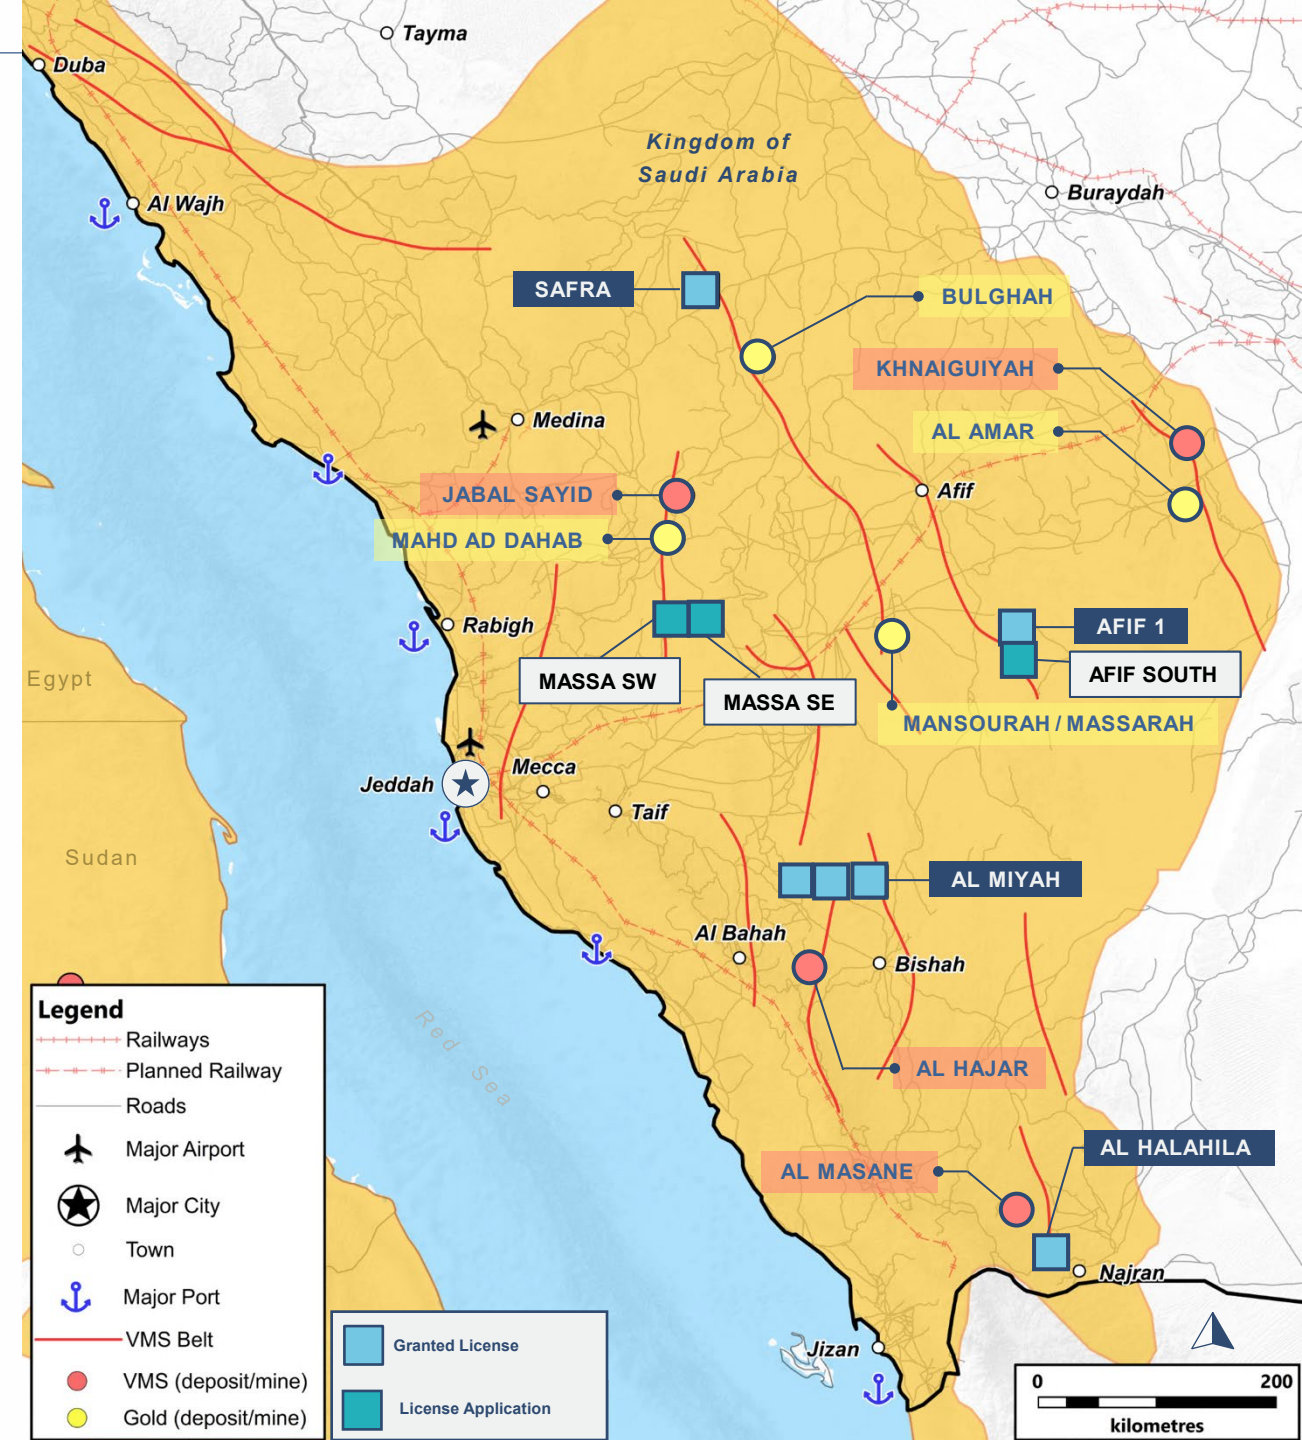 Tayma
Duba
Kingdom of
Saudi Arabia
Buraydah
Al Wajh
SAFRA
BULGHAH
KHNAIGUIYAH
Medina
AL AMAR
JABAL SAYID
Afif
MAHD AD DAHAB
Rabigh
AFIF 1
Egypt
MASSA SW
AFIF SOUTH
MASSA SE
MANSOURAH / MASSARAH
Mecca
Jeddah
Taif
Sudan
AL MIYAH
Al Bahah
Bishah
Red Sea
AL HAJAR
AL HALAHILA
AL MASANE
Najran
Jizan
Legend
Railways
Planned Railway
Roads
Major Airport
Major City
Town
Major Port
VMS Belt
VMS (deposit/mine)
Gold (deposit/mine)
Granted License
License Application
0 200
kilometres